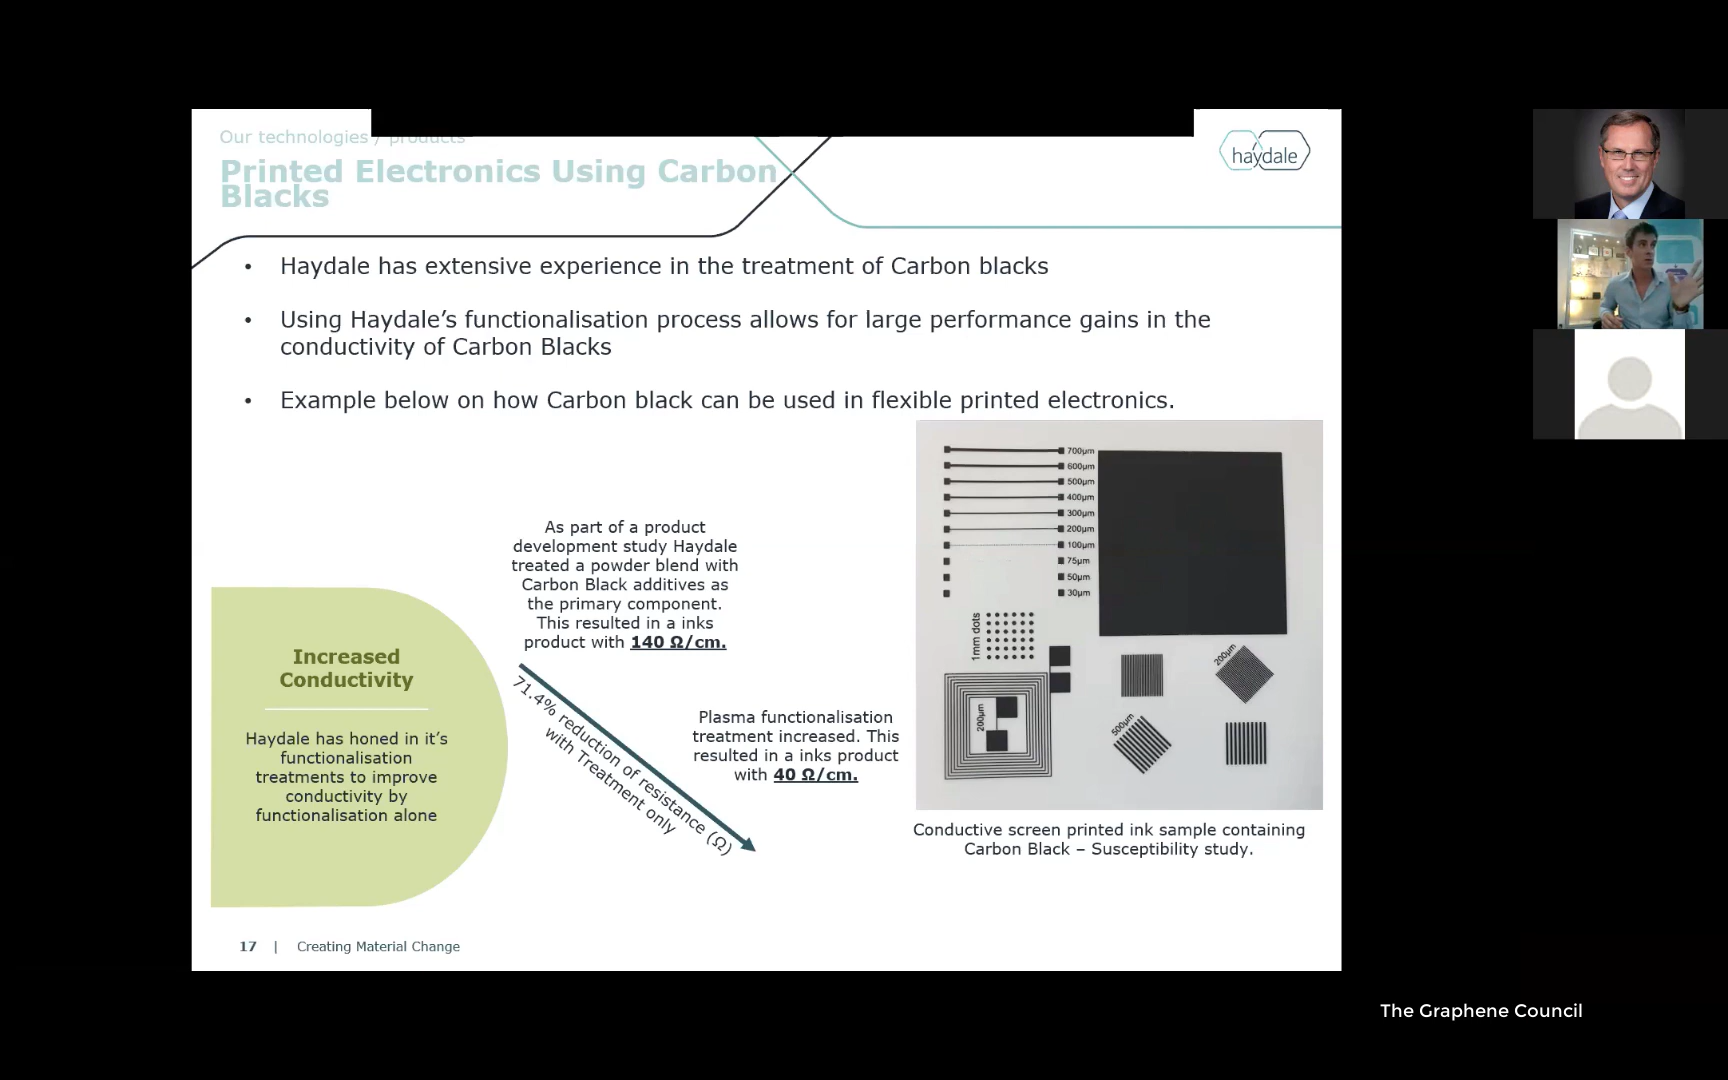 Our technologies / products
Printed Electronics Using Carbon
Blacks
haydale
• Haydale has extensive experience in the treatment of Carbon blacks
• Using Haydale’s functionalisation process allows for large performance gains in the
conductivity of Carbon Blacks
• Example below on how Carbon black can be used in flexible printed electronics.
As part of a product
development study Haydale
treated a powder blend with
Carbon Black additives as
the primary component.
This resulted in a inks
product with 140 Ω/cm.
71.4% reduction of resistance (Ω)
with Treatment only
Plasma functionalisation
treatment increased. This
resulted in a inks product
with 40 Ω/cm.
Increased
Conductivity
Haydale has honed in it’s
functionalisation
treatments to improve
conductivity by
functionalisation alone
700µm
600µm
500µm
400µm
300µm
200µm
100µm
75µm
50µm
30µm
1mm dots
200µm
200µm
500µm
Conductive screen printed ink sample containing
Carbon Black – Susceptibility study.
17 | Creating Material Change
The Graphene Council